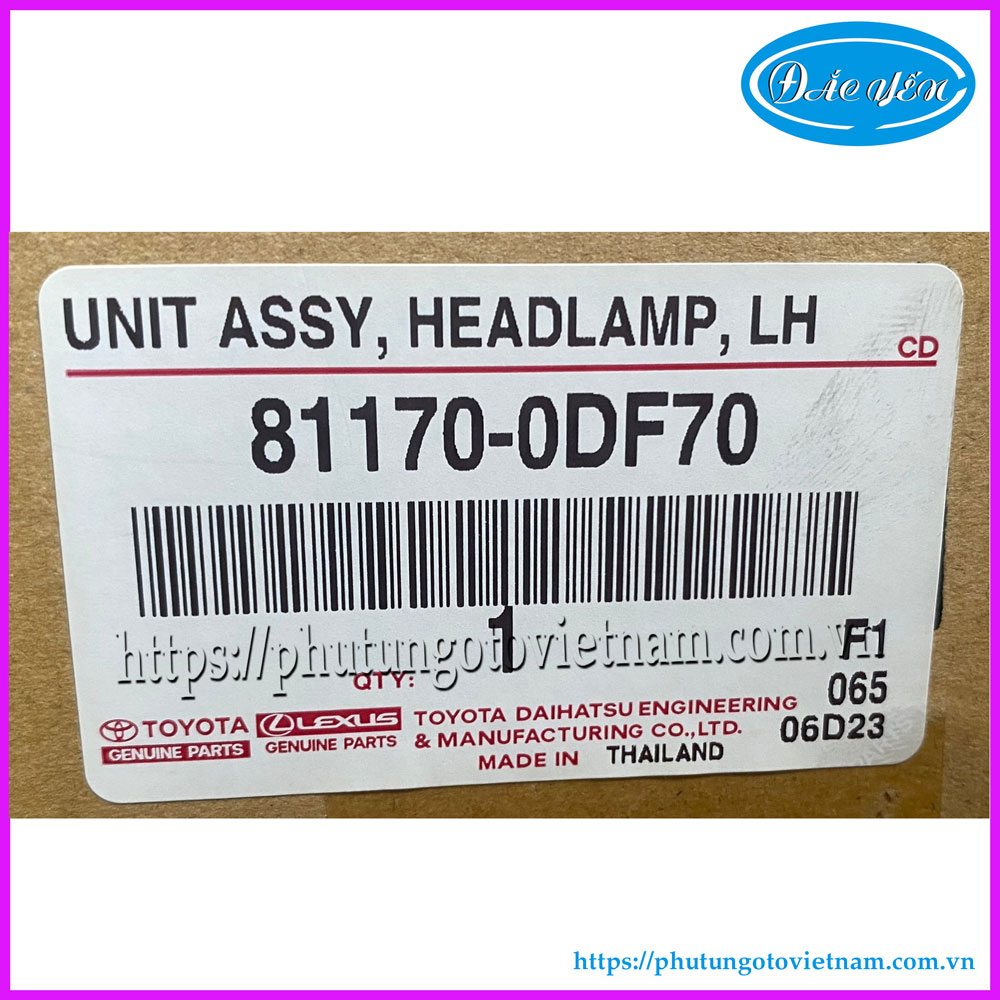 ĐẮC YẾN
UNIT ASSY, HEADLAMP, LH
CD
81170-0DF70
1
https://phutungotovietnam.com.vn
F1
QTY:
065
TOYOTA
GENUINE PARTS
LEXUS
GENUINE PARTS
TOYOTA DAIHATSU ENGINEERING
& MANUFACTURING CO.,LTD.
06D23
MADE IN THAILAND
https://phutungotovietnam.com.vn